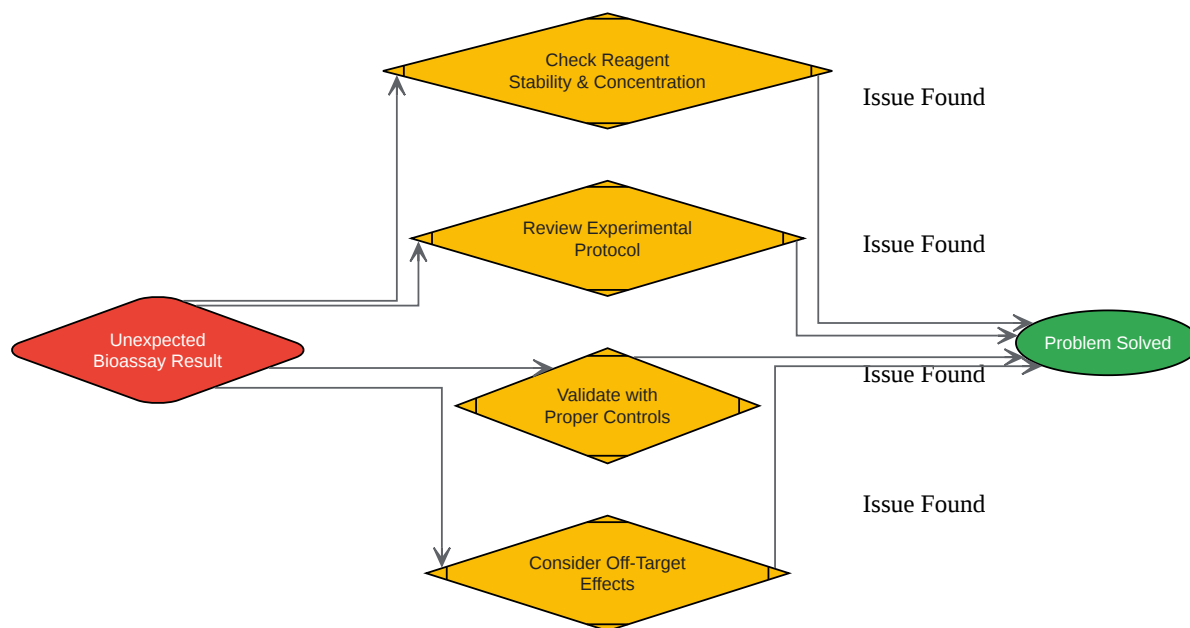 Check Reagent
Stability & Concentration
Issue Found
Review Experimental
Protocol
Issue Found
Unexpected
Bioassay Result
Problem Solved
Issue Found
Validate with
Proper Controls
Issue Found
Consider Off-Target
Effects